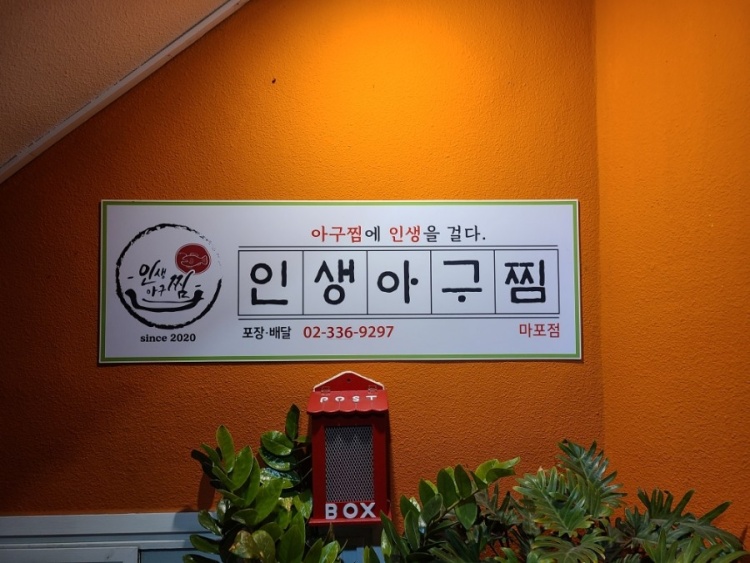 아구찜에 인생을 걸다.
인생
아구찜
since 2020
인생아구찜
포장·배달 02-336-9297 마포점
POST
BOX